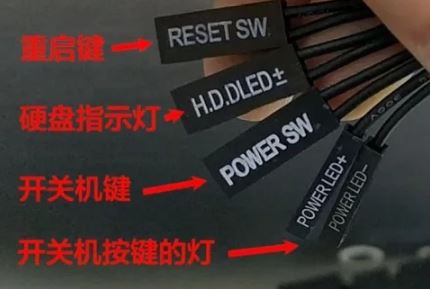 重启键
RESET SW
硬盘指示灯
H.D.DLED±
开关机键
POWER SW
POWER LED+
POWER LED-
开关机按键的灯